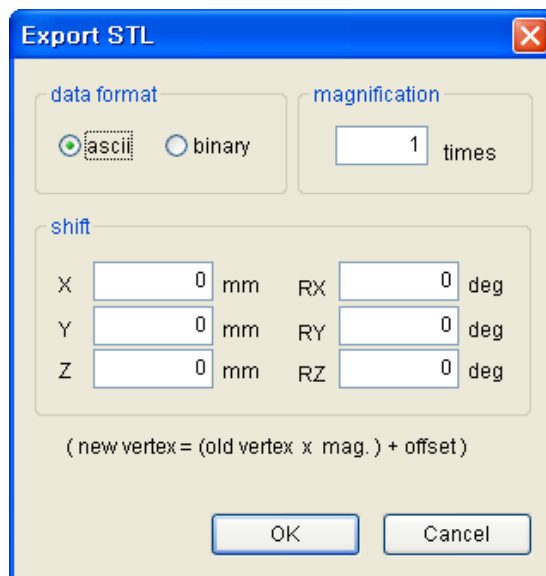 Export STL
data format
magnification
ascii binary
1 times
shift
X 0 mm RX 0 deg
Y 0 mm RY 0 deg
Z 0 mm RZ 0 deg
( new vertex = (old vertex x mag. ) + offset )
OK Cancel